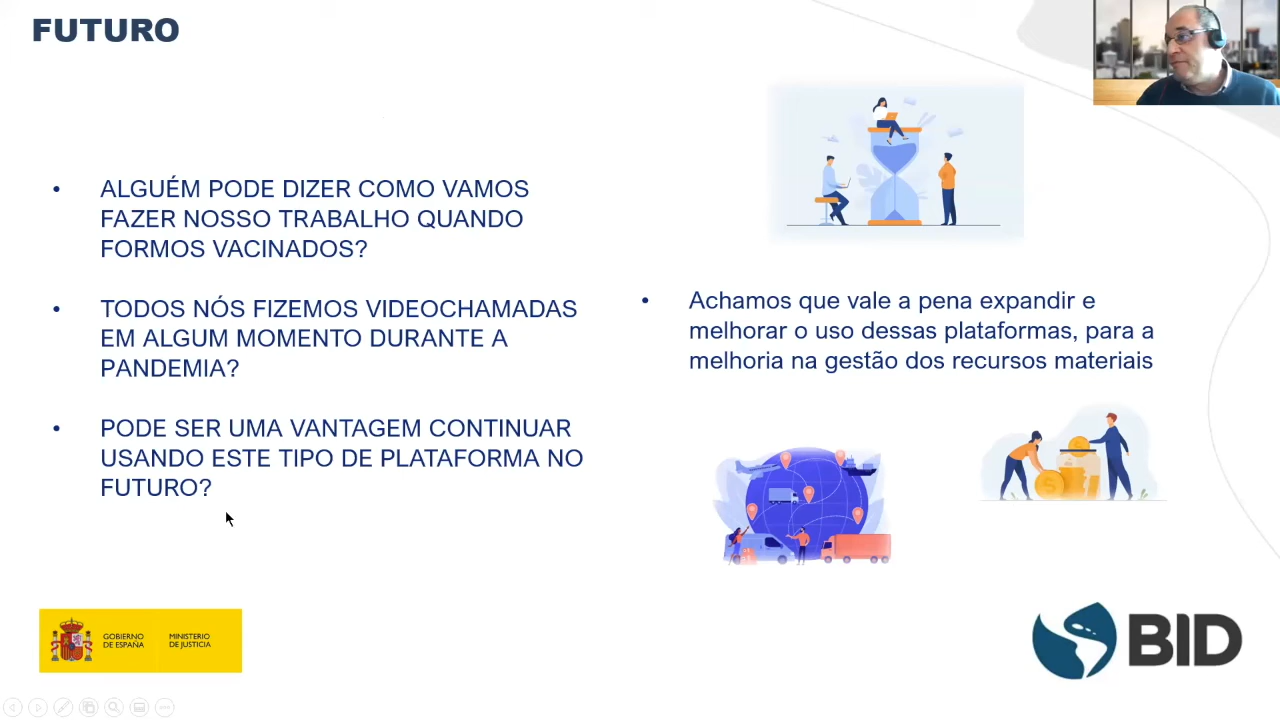 FUTURO
• ALGUÉM PODE DIZER COMO VAMOS
FAZER NOSSO TRABALHO QUANDO
FORMOS VACINADOS?
• TODOS NÓS FIZEMOS VIDEOCHAMADAS
EM ALGUM MOMENTO DURANTE A
PANDEMIA?
• PODE SER UMA VANTAGEM CONTINUAR
USANDO ESTE TIPO DE PLATAFORMA NO
FUTURO?
• Achamos que vale a pena expandir e
melhorar o uso dessas plataformas, para a
melhoria na gestão dos recursos materiais
GOBIERNO
DE ESPAÑA
MINISTERIO
DE JUSTICIA
BID